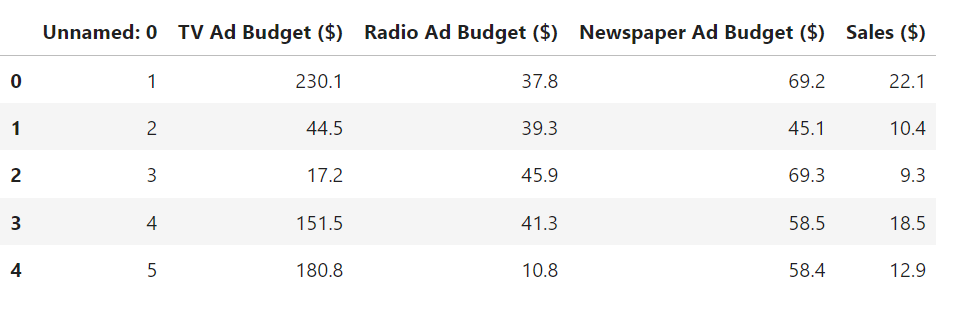 Unnamed: 0 TV Ad Budget ($) Radio Ad Budget ($) Newspaper Ad Budget ($) Sales ($)
0 1 230.1 37.8 69.2 22.1
1 2 44.5 39.3 45.1 10.4
2 3 17.2 45.9 69.3 9.3
3 4 151.5 41.3 58.5 18.5
4 5 180.8 10.8 58.4 12.9